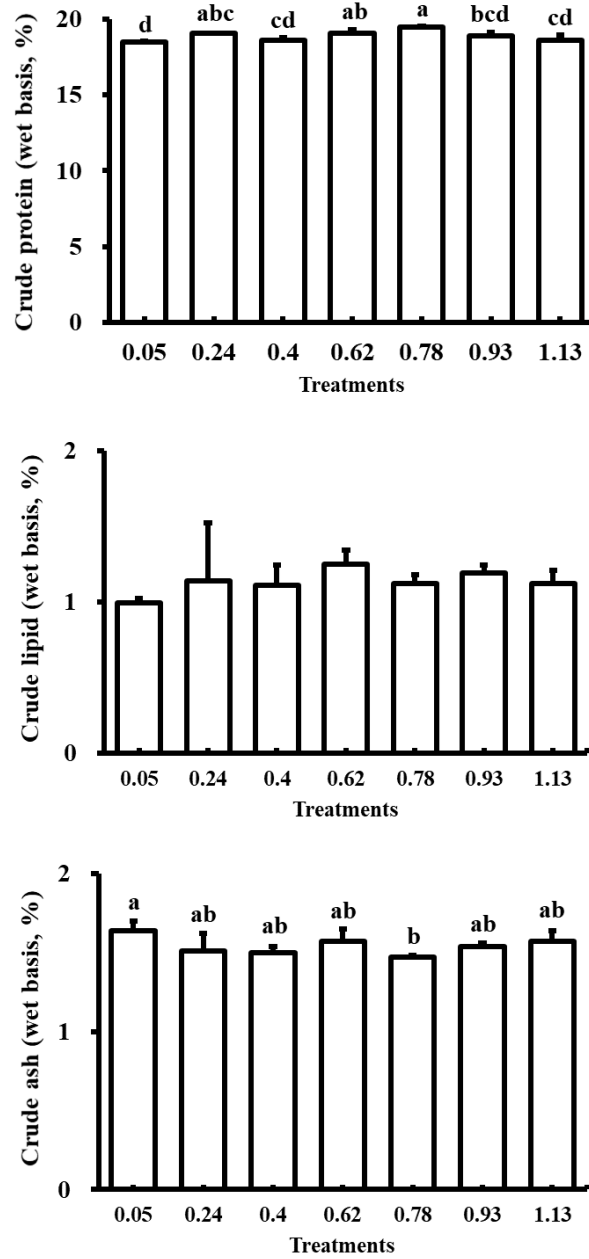 Crude protein (wet basis, %)
20
15
10
5
0
d abc cd ab a bcd cd
0.05 0.24 0.4 0.62 0.78 0.93 1.13
Treatments
Crude lipid (wet basis, %)
2
1
0
0.05 0.24 0.4 0.62 0.78 0.93 1.13
Treatments
Crude ash (wet basis, %)
2
1
0
a ab ab ab b ab ab
0.05 0.24 0.4 0.62 0.78 0.93 1.13
Treatments